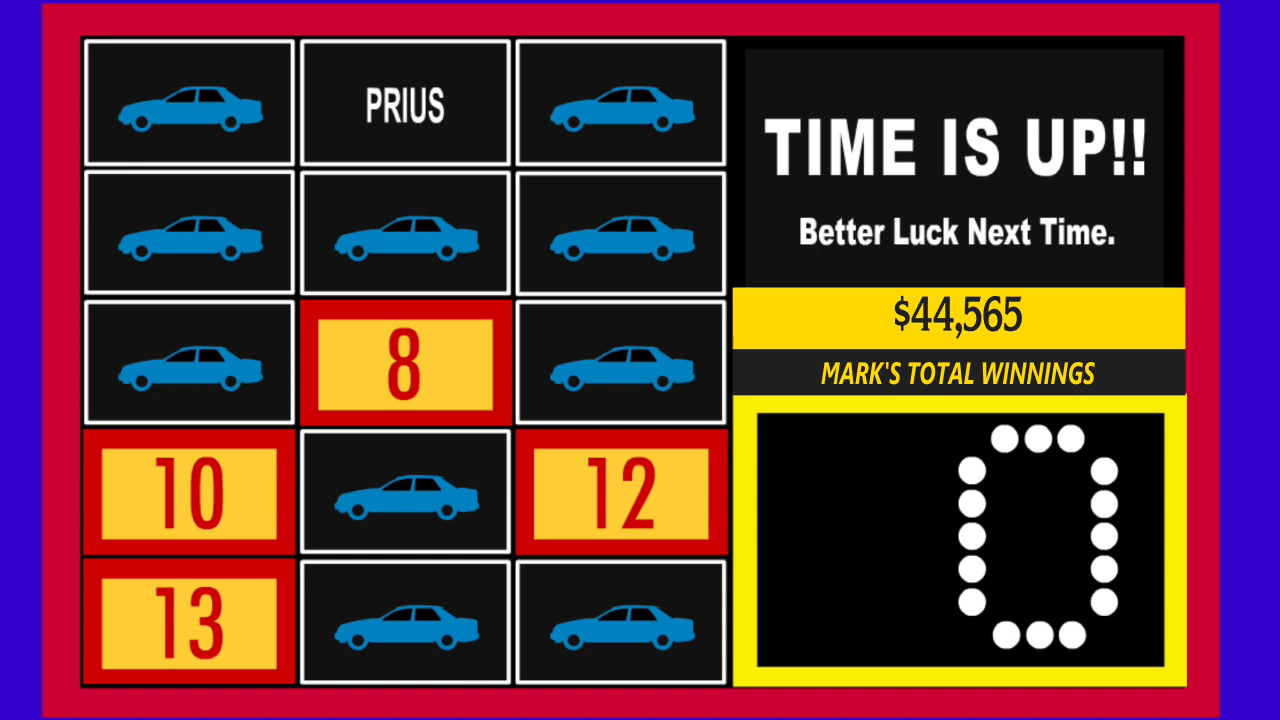 PRIUS
8
10
12
13
TIME IS UP!!
Better Luck Next Time.
$44,565
MARK'S TOTAL WINNINGS
0